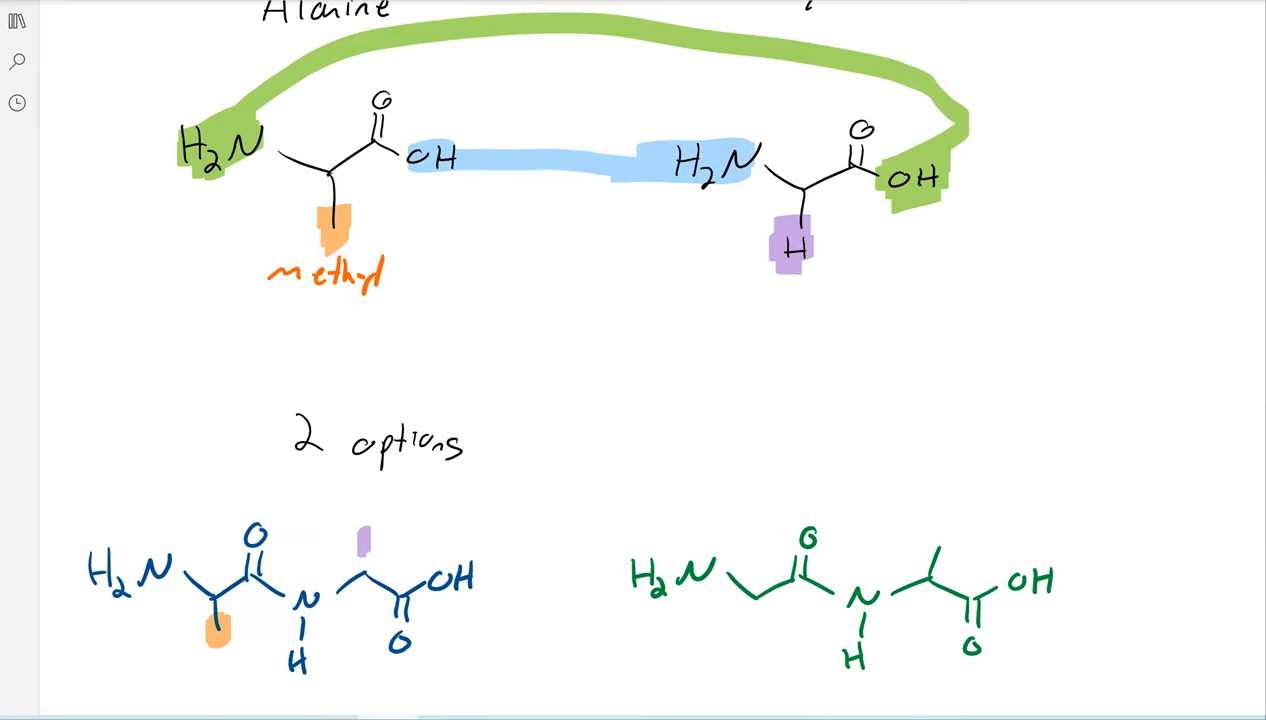 Alanine
O O
H₂N OH H₂N OH
H
methyl
2 options
O O
H₂N N OH H₂N N OH
H O H O